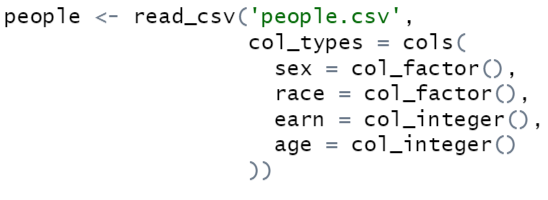 people <- read_csv('people.csv',
                   col_types = cols(
                     sex = col_factor(),
                     race = col_factor(),
                     earn = col_integer(),
                     age = col_integer()
                   ))